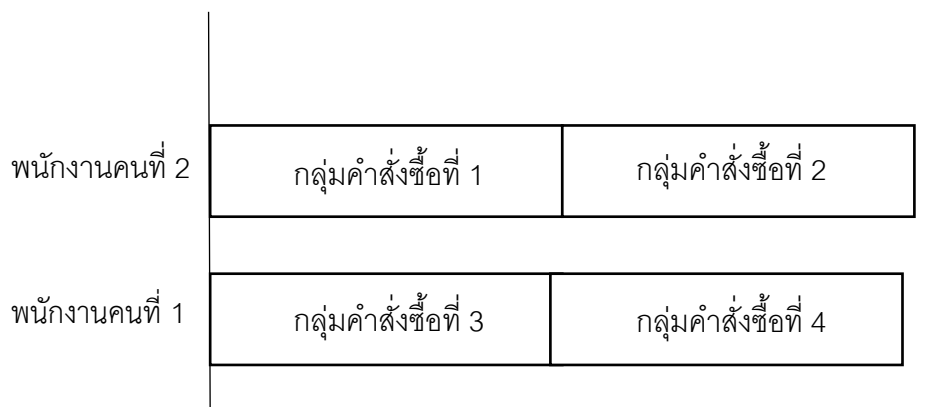 พนักงานคนที่ 2 กลุ่มคำสั่งซื้อที่ 1 กลุ่มคำสั่งซื้อที่ 2
พนักงานคนที่ 1 กลุ่มคำสั่งซื้อที่ 3 กลุ่มคำสั่งซื้อที่ 4